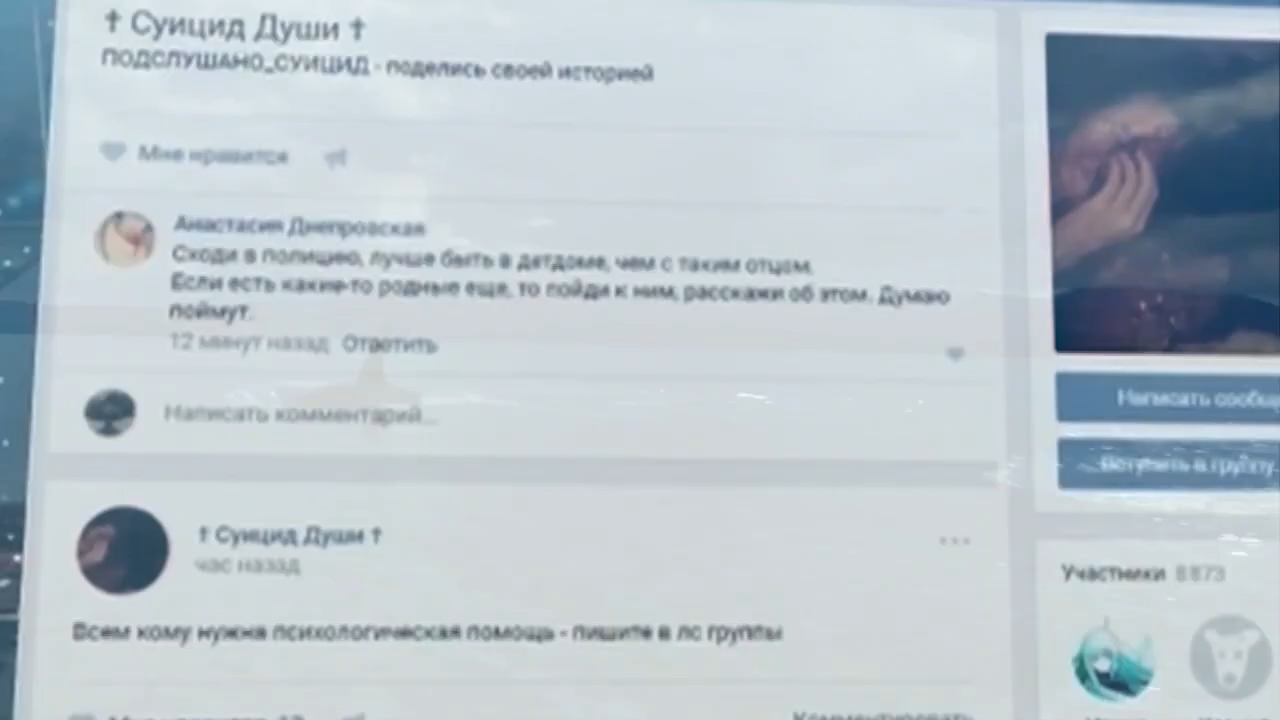 ✝ Суицид Души ✝
ПОДСЛУШАНО_СУИЦИД - поделись своей историей
Мне нравится
Анастасия Днепровская
Сходи в полицию, лучше быть в детдоме, чем с таким отцом.
Если есть какие-то родные еще, то пойди к ним, расскажи об этом. Думаю
поймут.
12 минут назад Ответить
Написать комментарий...
✝ Суицид Души ✝
час назад
Всем кому нужна психологическая помощь - пишите в лс группы
Комментировать
Написать сообщ
Вступить в группу
Участники 8873